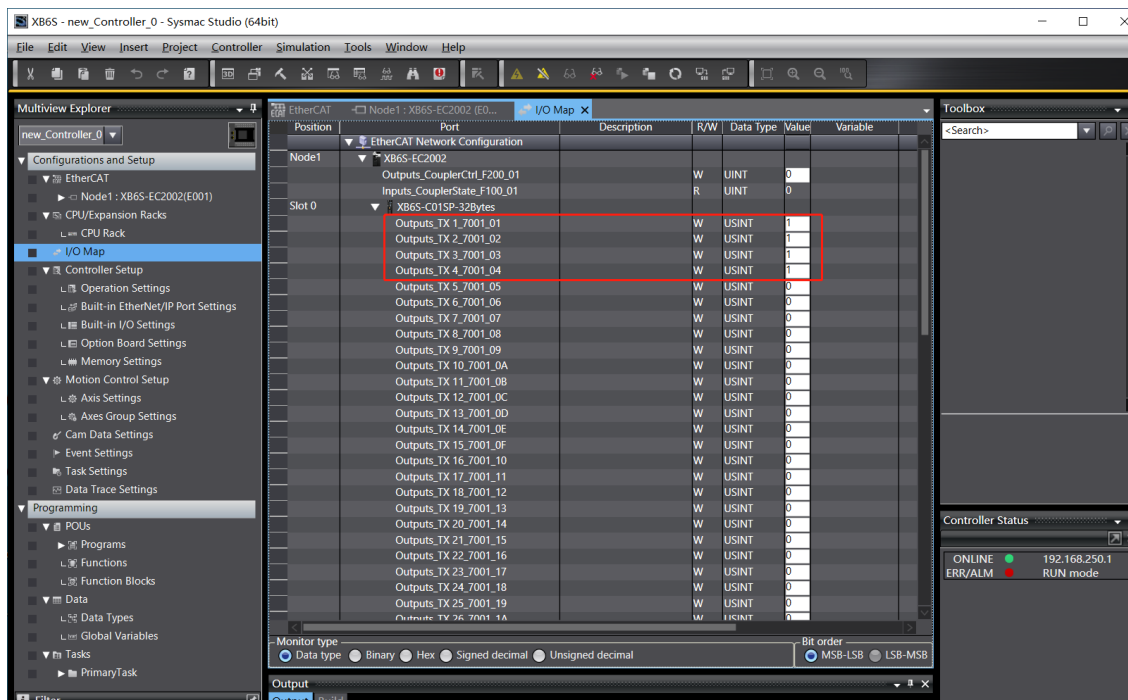 XB6S - new_Controller_0 - Sysmac Studio (64bit)
File Edit View Insert Project Controller Simulation Tools Window Help
Multiview Explorer
new_Controller_0
Configurations and Setup
EtherCAT
Node1 : XB6S-EC2002(E001)
CPU/Expansion Racks
CPU Rack
I/O Map
Controller Setup
Operation Settings
Built-in EtherNet/IP Port Settings
Built-in I/O Settings
Option Board Settings
Memory Settings
Motion Control Setup
Axis Settings
Axes Group Settings
Cam Data Settings
Event Settings
Task Settings
Data Trace Settings
Programming
POUs
Programs
Functions
Function Blocks
Data
Data Types
Global Variables
Tasks
PrimaryTask
Filter
EtherCAT Node1 : XB6S-EC2002 (E0... I/O Map
Position Port Description R/W Data Type Value Variable
EtherCAT Network Configuration
Node1 XB6S-EC2002
Outputs_CouplerCtrl_F200_01 W UINT 0
Inputs_CouplerState_F100_01 R UINT 0
Slot 0 XB6S-C01SP-32Bytes
Outputs_TX 1_7001_01 W USINT 1
Outputs_TX 2_7001_02 W USINT 1
Outputs_TX 3_7001_03 W USINT 1
Outputs_TX 4_7001_04 W USINT 1
Outputs_TX 5_7001_05 W USINT 0
Outputs_TX 6_7001_06 W USINT 0
Outputs_TX 7_7001_07 W USINT 0
Outputs_TX 8_7001_08 W USINT 0
Outputs_TX 9_7001_09 W USINT 0
Outputs_TX 10_7001_0A W USINT 0
Outputs_TX 11_7001_0B W USINT 0
Outputs_TX 12_7001_0C W USINT 0
Outputs_TX 13_7001_0D W USINT 0
Outputs_TX 14_7001_0E W USINT 0
Outputs_TX 15_7001_0F W USINT 0
Outputs_TX 16_7001_10 W USINT 0
Outputs_TX 17_7001_11 W USINT 0
Outputs_TX 18_7001_12 W USINT 0
Outputs_TX 19_7001_13 W USINT 0
Outputs_TX 20_7001_14 W USINT 0
Outputs_TX 21_7001_15 W USINT 0
Outputs_TX 22_7001_16 W USINT 0
Outputs_TX 23_7001_17 W USINT 0
Outputs_TX 24_7001_18 W USINT 0
Outputs_TX 25_7001_19 W USINT 0
Outputs_TX 26_7001_1A W USINT 0
Monitor type
Data type Binary Hex Signed decimal Unsigned decimal
Bit order
MSB-LSB LSB-MSB
Output
Output Build
Toolbox
<Search>
Controller Status
ONLINE 192.168.250.1
ERR/ALM RUN mode